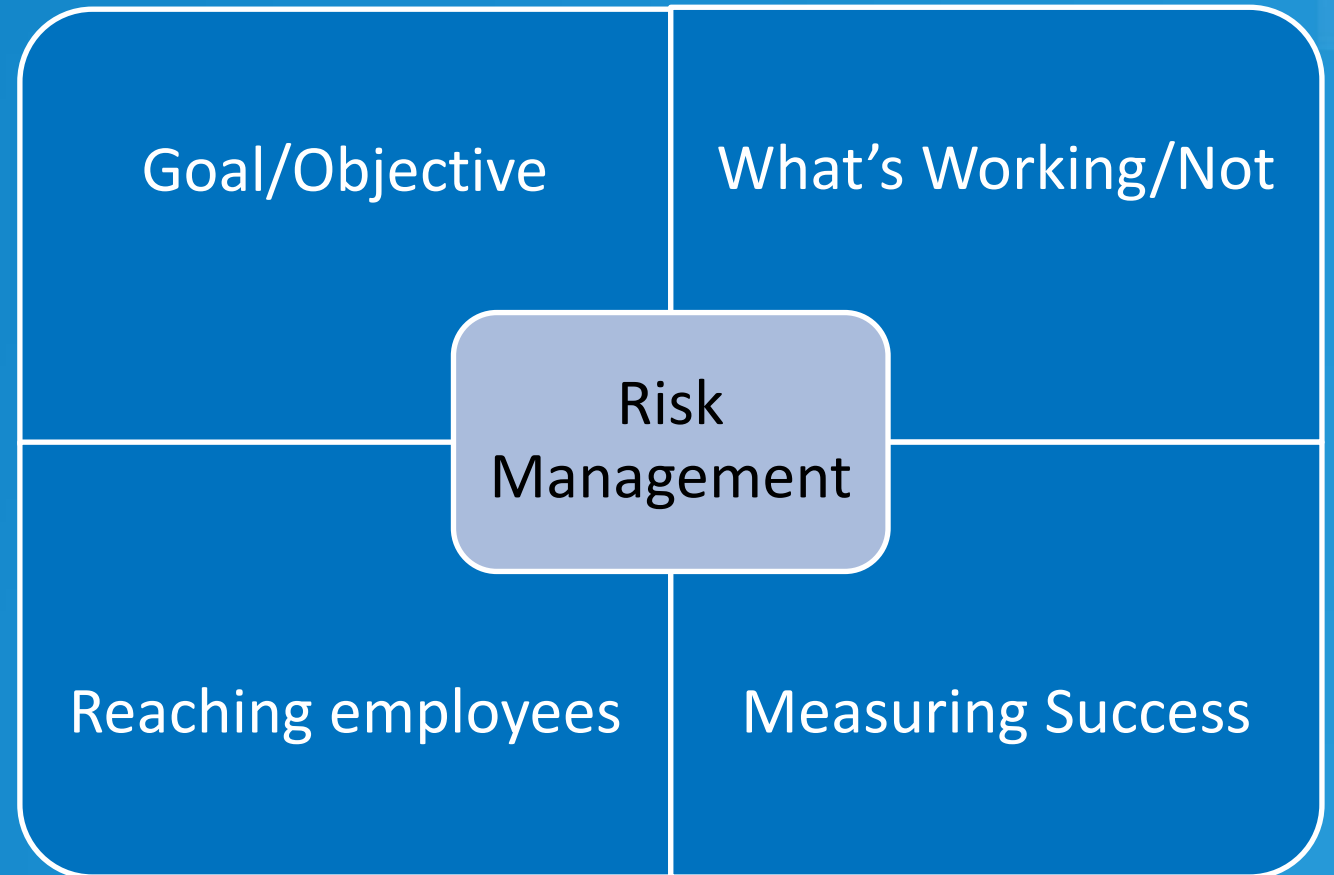 Goal/Objective
What’s Working/Not
Risk
Management
Reaching employees
Measuring Success